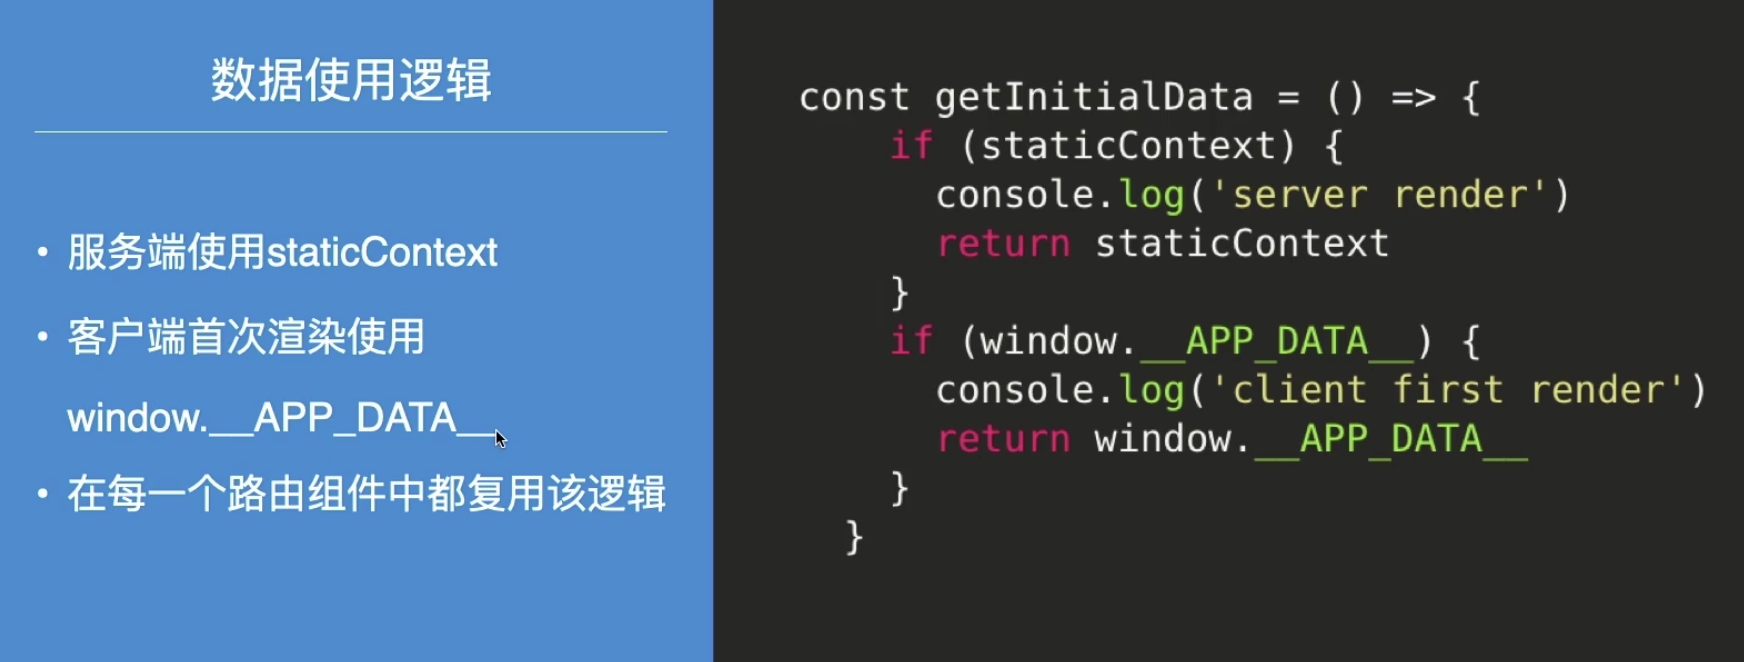 数据使用逻辑
• 服务端使用staticContext
• 客户端首次渲染使用
window.__APP_DATA__
• 在每一个路由组件中都复用该逻辑
const getInitialData = () => {
if (staticContext) {
console.log('server render')
return staticContext
}
if (window.__APP_DATA__) {
console.log('client first render')
return window.__APP_DATA__
}
}